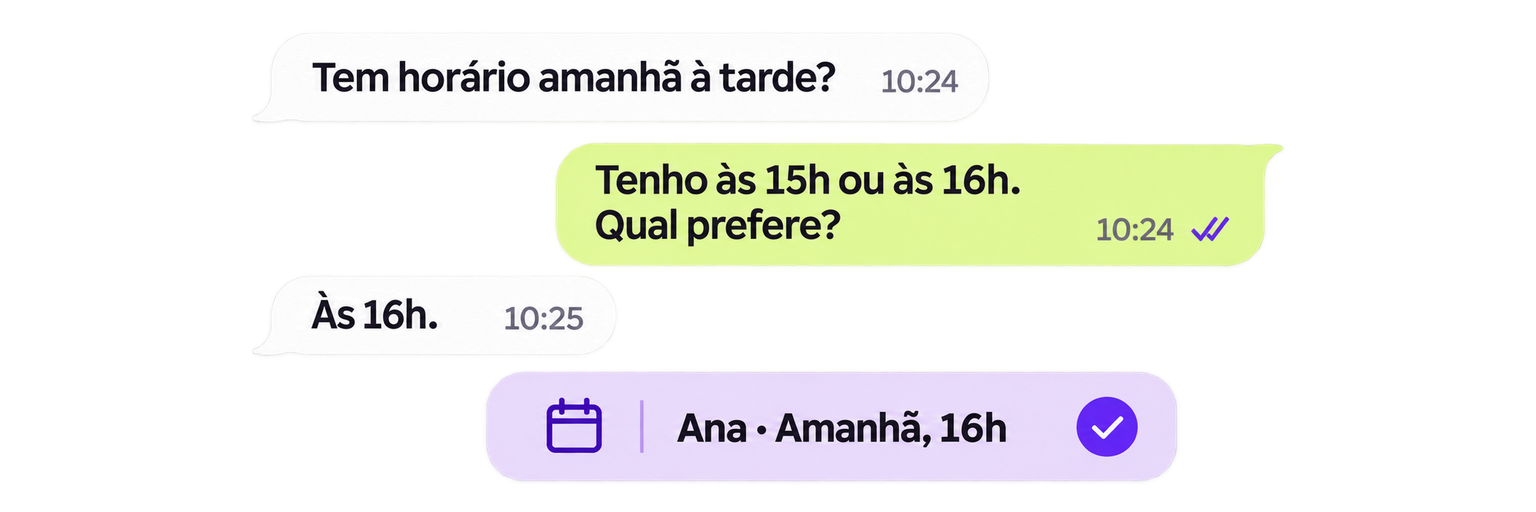 Tem horário amanhã à tarde? 10:24
Tenho às 15h ou às 16h.
Qual prefere? 10:24
Às 16h. 10:25
Ana · Amanhã, 16h